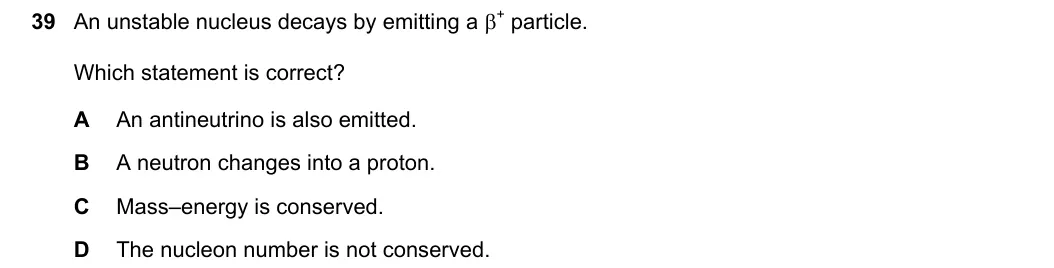 39 An unstable nucleus decays by emitting a β⁺ particle.
Which statement is correct?
A An antineutrino is also emitted.
B A neutron changes into a proton.
C Mass–energy is conserved.
D The nucleon number is not conserved.